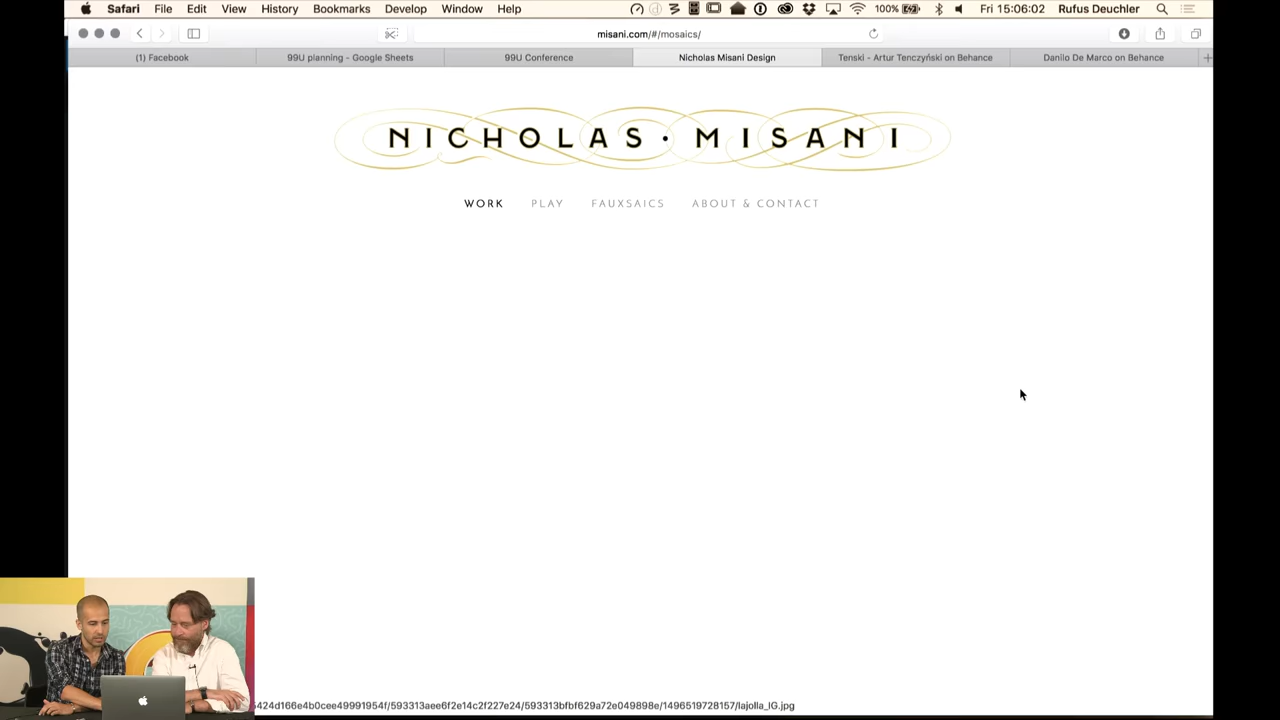 Safari File Edit View History Bookmarks Develop Window Help 100% Fri 15:06:02 Rufus Deuchler
misani.com/#/mosaics/
(1) Facebook 99U planning - Google Sheets 99U Conference Nicholas Misani Design Tenski - Artur Tenczyński on Behance Danilo De Marco on Behance
NICHOLAS · MISANI
WORK PLAY FAUXSAICS ABOUT & CONTACT
424d166e4b0cee49991954f/593313aee6f2e14c2f227e24/593313bfbf629a72e049898e/1496519728157/lajolla_IG.jpg